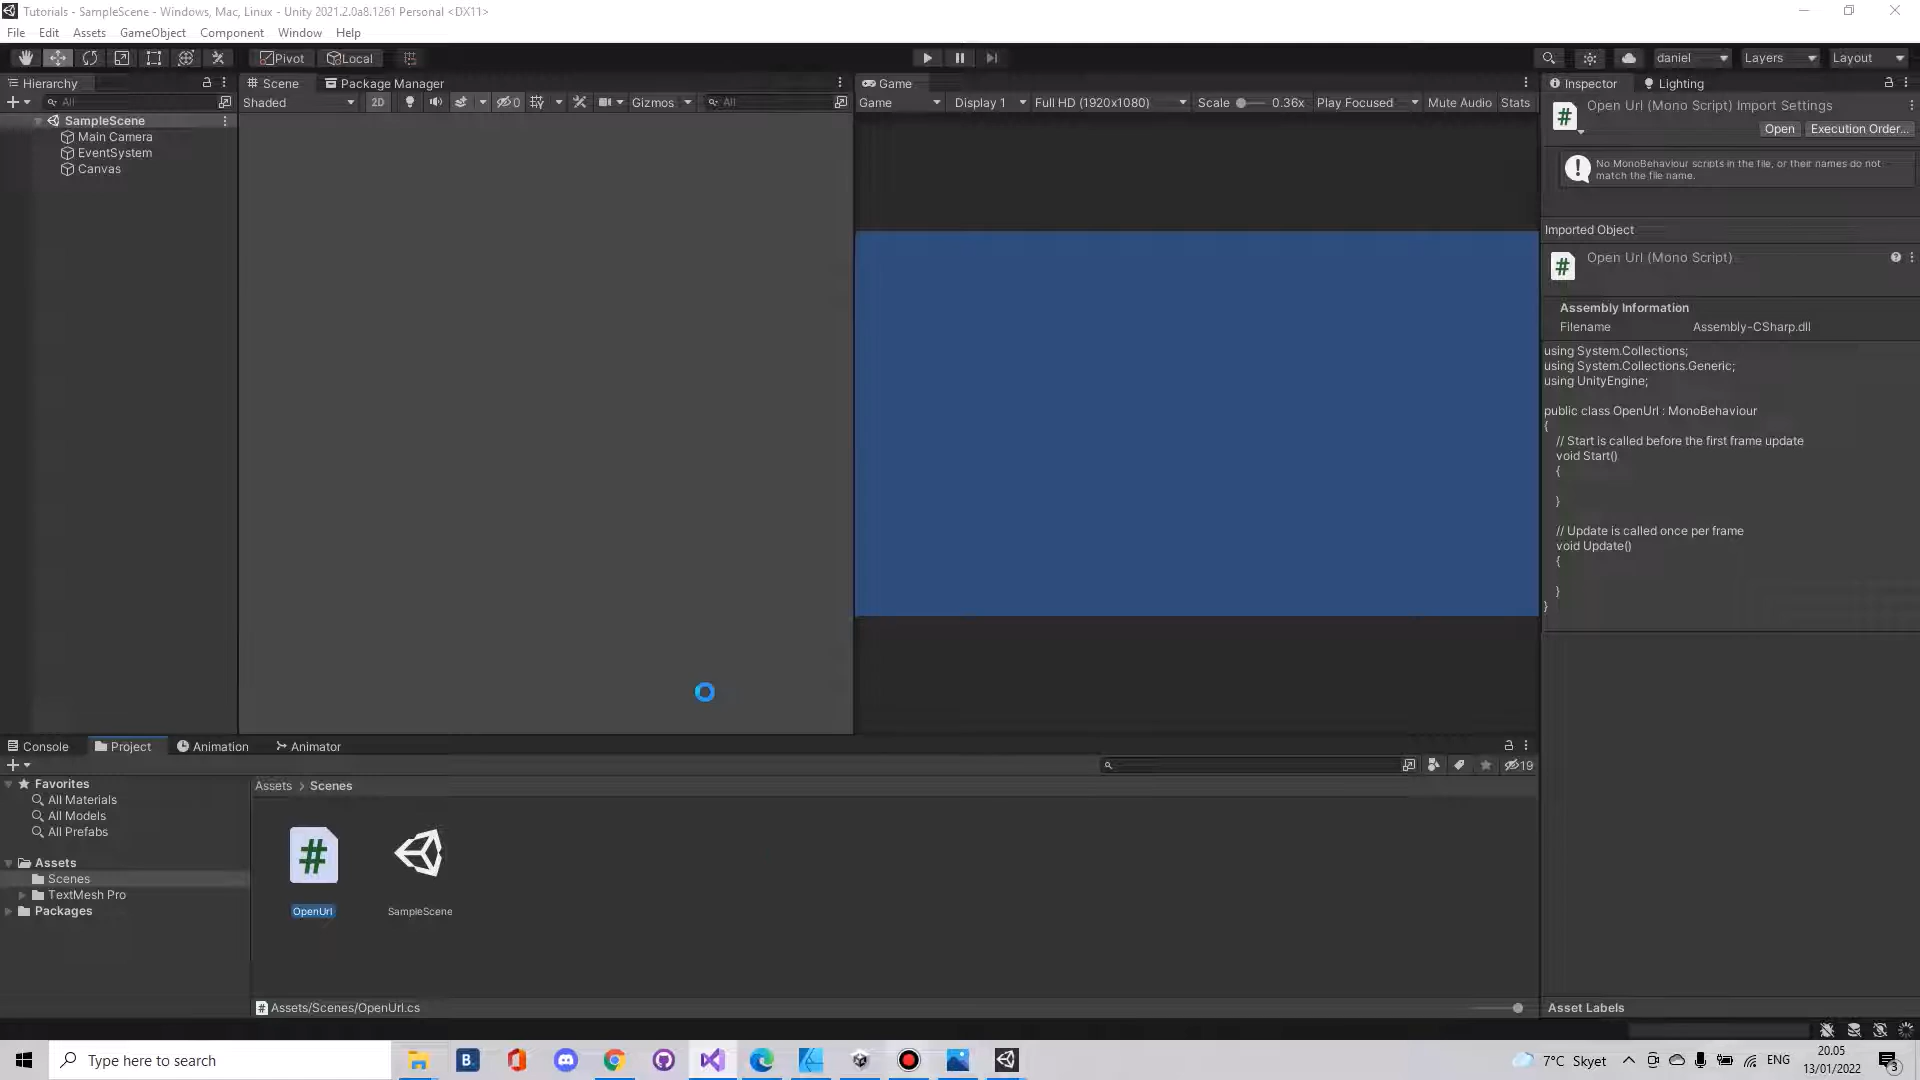 Tutorials - SampleScene - Windows, Mac, Linux - Unity 2021.2.0a8.1261 Personal <DX11>
File Edit Assets GameObject Component Window Help
Pivot Local daniel Layers Layout
Hierarchy
All
SampleScene
Main Camera
EventSystem
Canvas
Scene Package Manager
Shaded 2D 0 Gizmos All
Game
Game Display 1 Full HD (1920x1080) Scale 0.36x Play Focused Mute Audio Stats
Inspector Lighting
Open Url (Mono Script) Import Settings
Open Execution Order...
No MonoBehaviour scripts in the file, or their names do not
match the file name.
Imported Object
Open Url (Mono Script)
Assembly Information
Filename Assembly-CSharp.dll
using System.Collections;
using System.Collections.Generic;
using UnityEngine;
public class OpenUrl : MonoBehaviour
{
// Start is called before the first frame update
void Start()
{
}
// Update is called once per frame
void Update()
{
}
}
Console Project Animation Animator
19
Favorites
All Materials
All Models
All Prefabs
Assets
Scenes
TextMesh Pro
Packages
Assets > Scenes
OpenUrl SampleScene
Assets/Scenes/OpenUrl.cs
Asset Labels
Type here to search
B.
7°C Skyet
ENG
20.05
13/01/2022
3